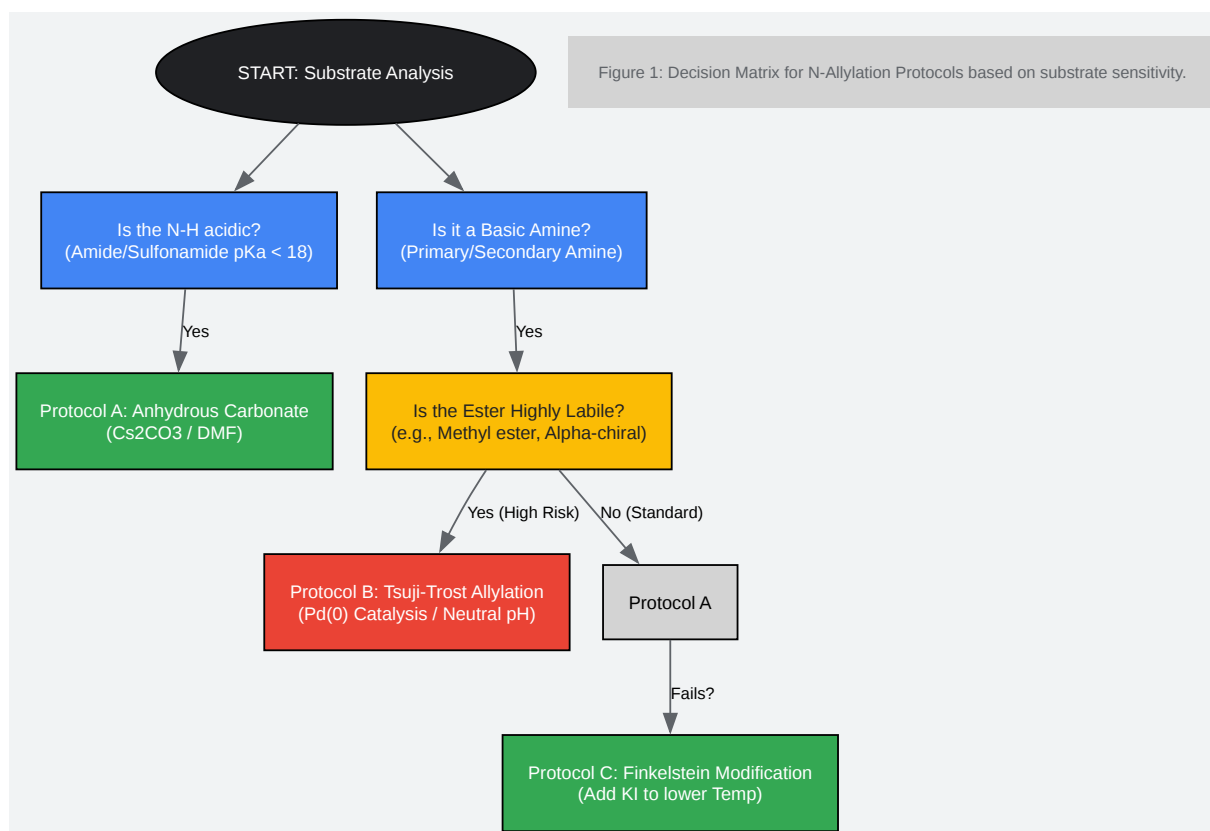 START: Substrate Analysis
Figure 1: Decision Matrix for N-Allylation Protocols based on substrate sensitivity.
Is the N-H acidic?
(Amide/Sulfonamide pKa < 18)
Is it a Basic Amine?
(Primary/Secondary Amine)
Yes
Yes
Protocol A: Anhydrous Carbonate
(Cs2CO3 / DMF)
Is the Ester Highly Labile?
(e.g., Methyl ester, Alpha-chiral)
Yes (High Risk)
No (Standard)
Protocol B: Tsuji-Trost Allylation
(Pd(0) Catalysis / Neutral pH)
Protocol A
Fails?
Protocol C: Finkelstein Modification
(Add KI to lower Temp)